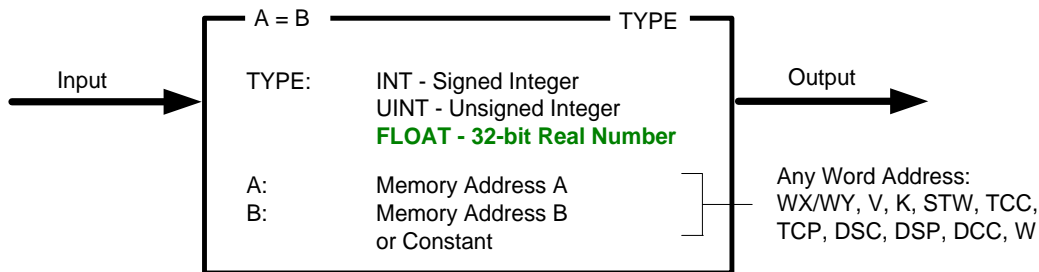 A = B TYPE
Input
TYPE: INT - Signed Integer
UINT - Unsigned Integer
FLOAT - 32-bit Real Number
Output
A: Memory Address A
B: Memory Address B
or Constant
Any Word Address:
WX/WY, V, K, STW, TCC,
TCP, DSC, DSP, DCC, W